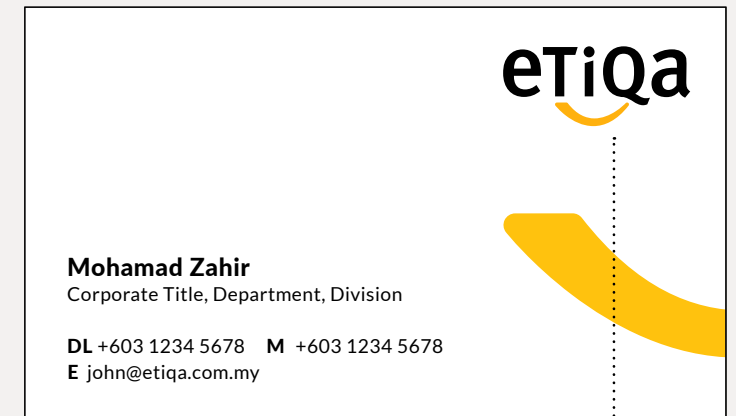 eTiQa
Mohamad Zahir
Corporate Title, Department, Division
DL +603 1234 5678 M +603 1234 5678
E john@etiqa.com.my